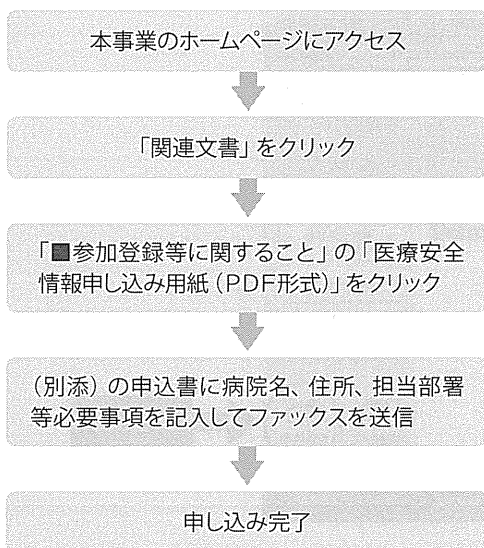 本事業のホームページにアクセス
「関連文書」をクリック
「■参加登録等に関すること」の「医療安全
情報申し込み用紙（PDF形式）」をクリック
（別添）の申込書に病院名、住所、担当部署
等必要事項を記入してファックスを送信
申し込み完了